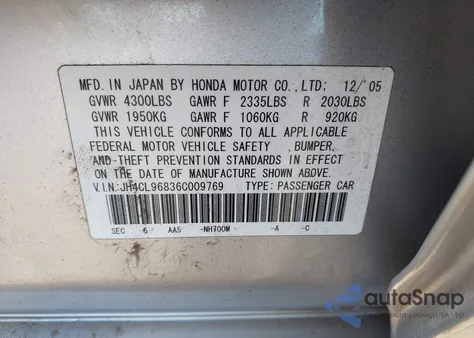 MFD. IN JAPAN BY HONDA MOTOR CO., LTD: 12/'05
GVWR 4300LBS GAWR F 2335LBS R 2030LBS
GVWR 1950KG GAWR F 1060KG R 920KG
THIS VEHICLE CONFORMS TO ALL APPLICABLE
FEDERAL MOTOR VEHICLE SAFETY ,BUMPER,
AND THEFT PREVENTION STANDARDS IN EFFECT
ON THE DATE OF MANUFACTURE SHOWN ABOVE.
V.I.N:JH4CL96836C009769 TYPE: PASSENGER CAR
SEC 6 AA5 -NH700M -A -C
autoSnap